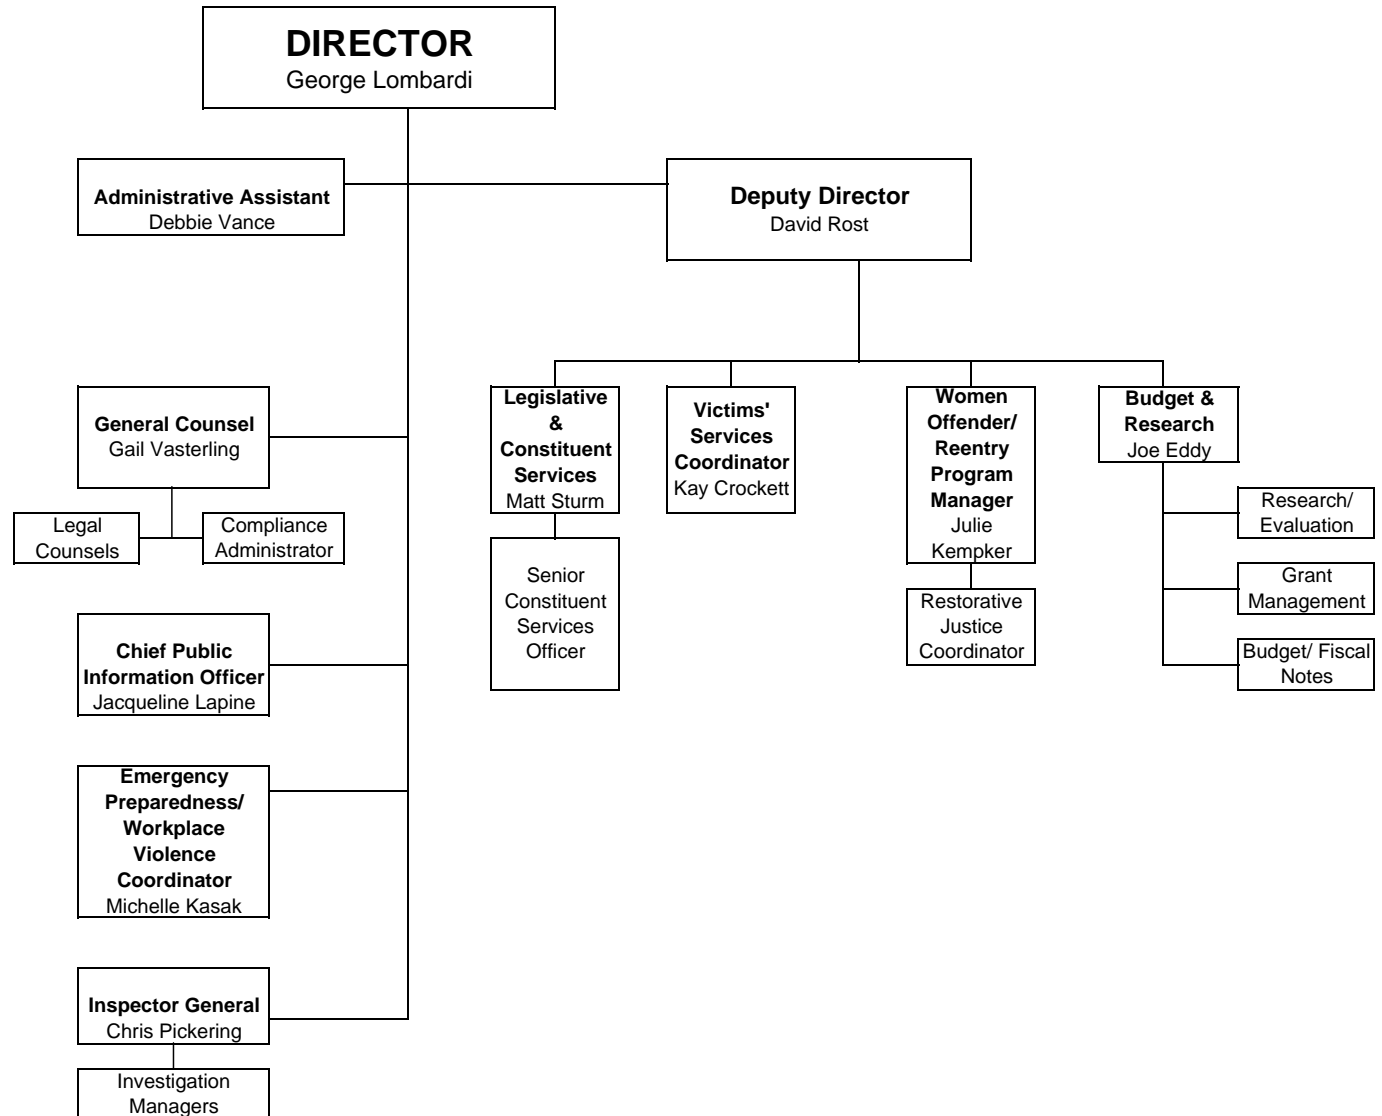 DIRECTOR
George Lombardi
Administrative Assistant
Debbie Vance
Deputy Director
David Rost
General Counsel
Gail Vasterling
Legal
Counsels
Compliance
Administrator
Chief Public
Information Officer
Jacqueline Lapine
Emergency
Preparedness/
Workplace
Violence
Coordinator
Michelle Kasak
Inspector General
Chris Pickering
Investigation
Managers
Legislative
&
Constituent
Services
Matt Sturm
Senior
Constituent
Services
Officer
Victims'
Services
Coordinator
Kay Crockett
Women
Offender/
Reentry
Program
Manager
Julie
Kempker
Restorative
Justice
Coordinator
Budget &
Research
Joe Eddy
Research/
Evaluation
Grant
Management
Budget/ Fiscal
Notes